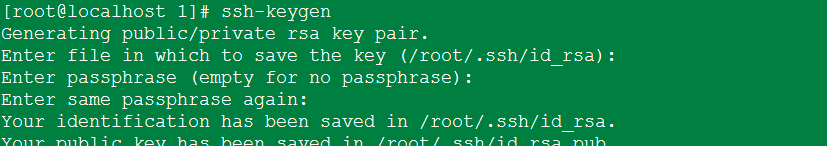 [root@localhost 1]# ssh-keygen
Generating public/private rsa key pair.
Enter file in which to save the key (/root/.ssh/id_rsa):
Enter passphrase (empty for no passphrase):
Enter same passphrase again:
Your identification has been saved in /root/.ssh/id_rsa.
Your public key has been saved in /root/.ssh/id_rsa.pub.